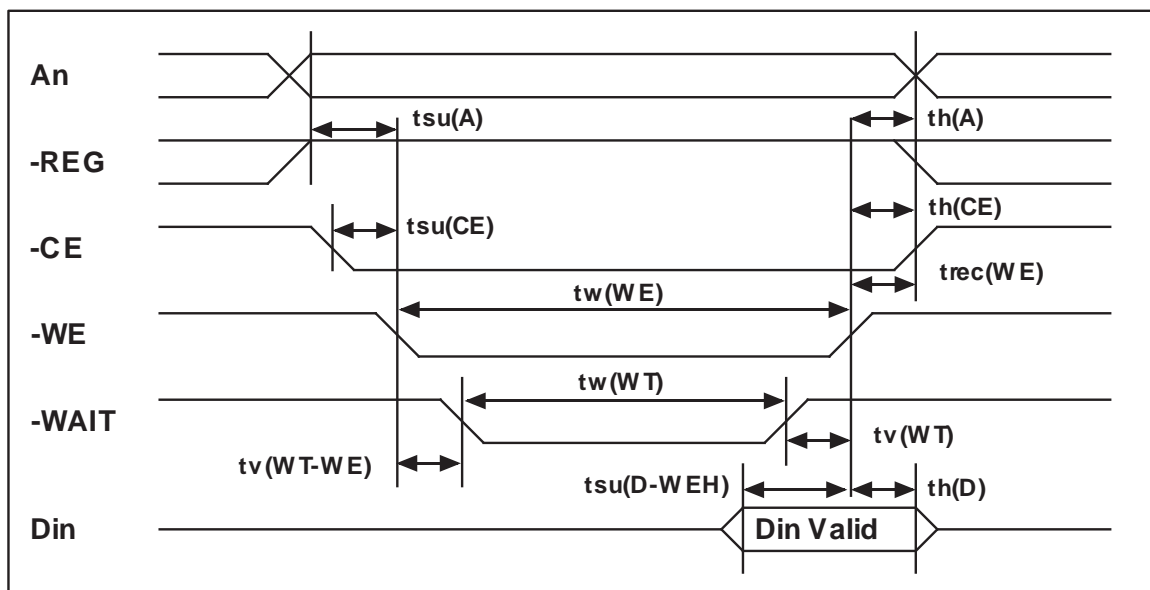 An
tsu(A)
th(A)
-REG
tsu(CE)
th(CE)
-CE
trec(WE)
tw(WE)
-WE
tw(WT)
-WAIT
tv(WT)
tv(WT-WE)
tsu(D-WEH)
th(D)
Din
Din Valid